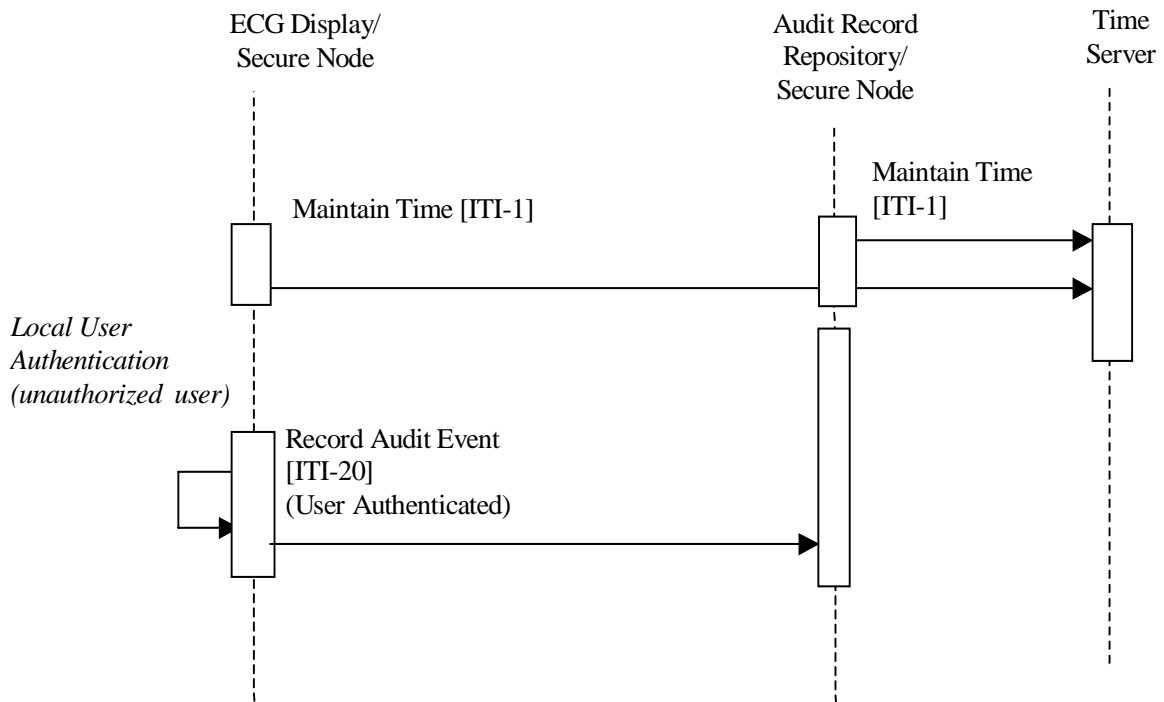 ECG Display/
Secure Node
Audit Record
Repository/
Secure Node
Time
Server
Maintain Time [ITI-1]
Maintain Time
[ITI-1]
Local User
Authentication
(unauthorized user)
Record Audit Event
[ITI-20]
(User Authenticated)